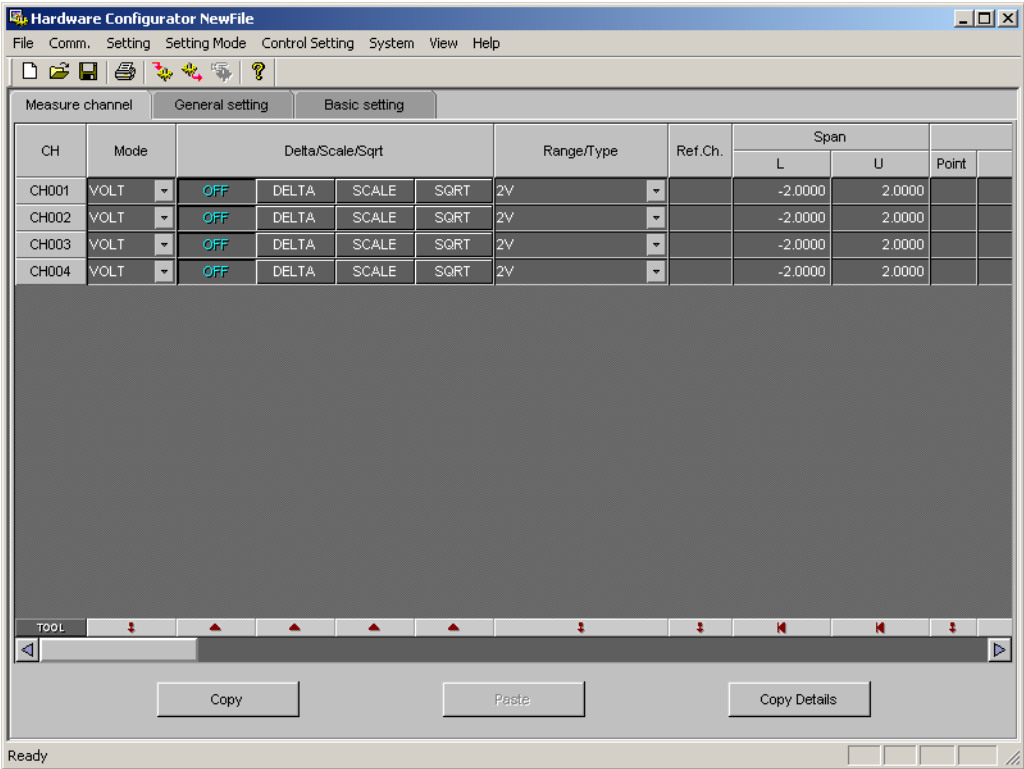 Hardware Configurator NewFile
File Comm. Setting Setting Mode Control Setting System View Help
Measure channel General setting Basic setting
CH Mode Delta/Scale/Sqrt Range/Type Ref.Ch. Span
L U Point
CH001 VOLT OFF DELTA SCALE SQRT 2V -2.0000 2.0000
CH002 VOLT OFF DELTA SCALE SQRT 2V -2.0000 2.0000
CH003 VOLT OFF DELTA SCALE SQRT 2V -2.0000 2.0000
CH004 VOLT OFF DELTA SCALE SQRT 2V -2.0000 2.0000
TOOL
Copy Paste Copy Details
Ready